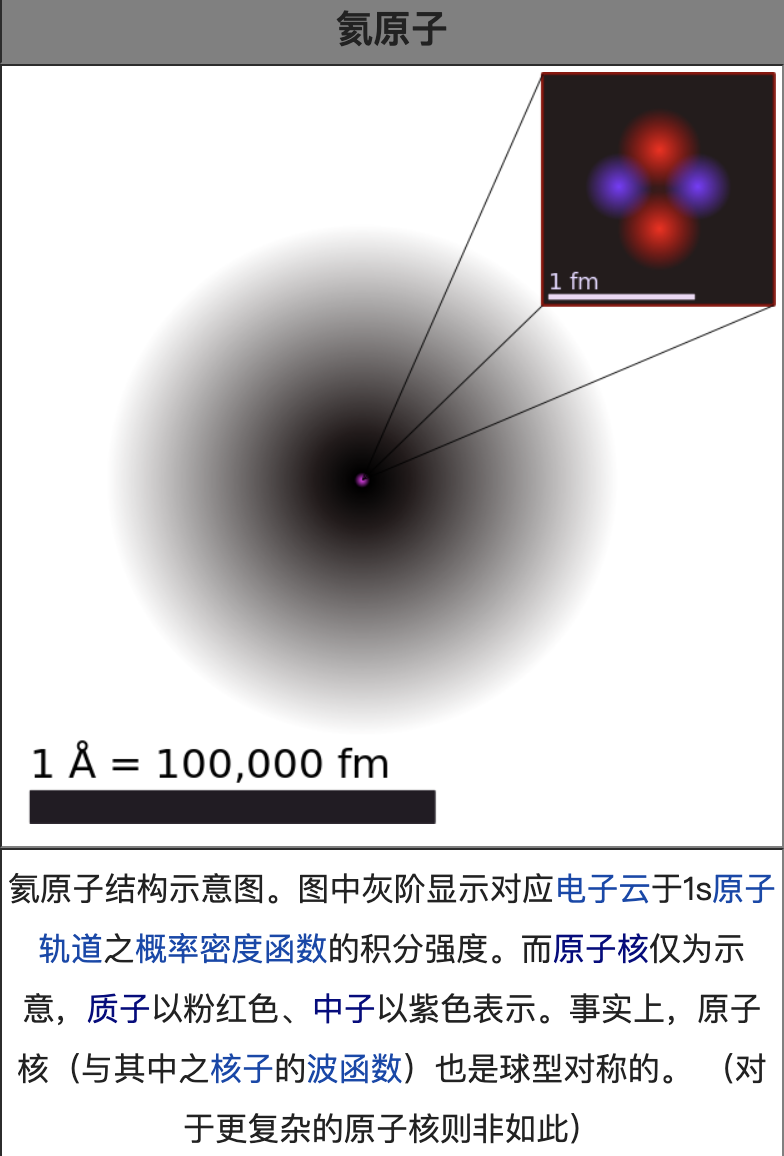 氦原子
1 fm
1 Å = 100,000 fm
氦原子结构示意图。图中灰阶显示对应电子云于1s原子
轨道之概率密度函数的积分强度。而原子核仅为示
意，质子以粉红色、中子以紫色表示。事实上，原子
核（与其中之核子的波函数）也是球型对称的。 （对
于更复杂的原子核则非如此）